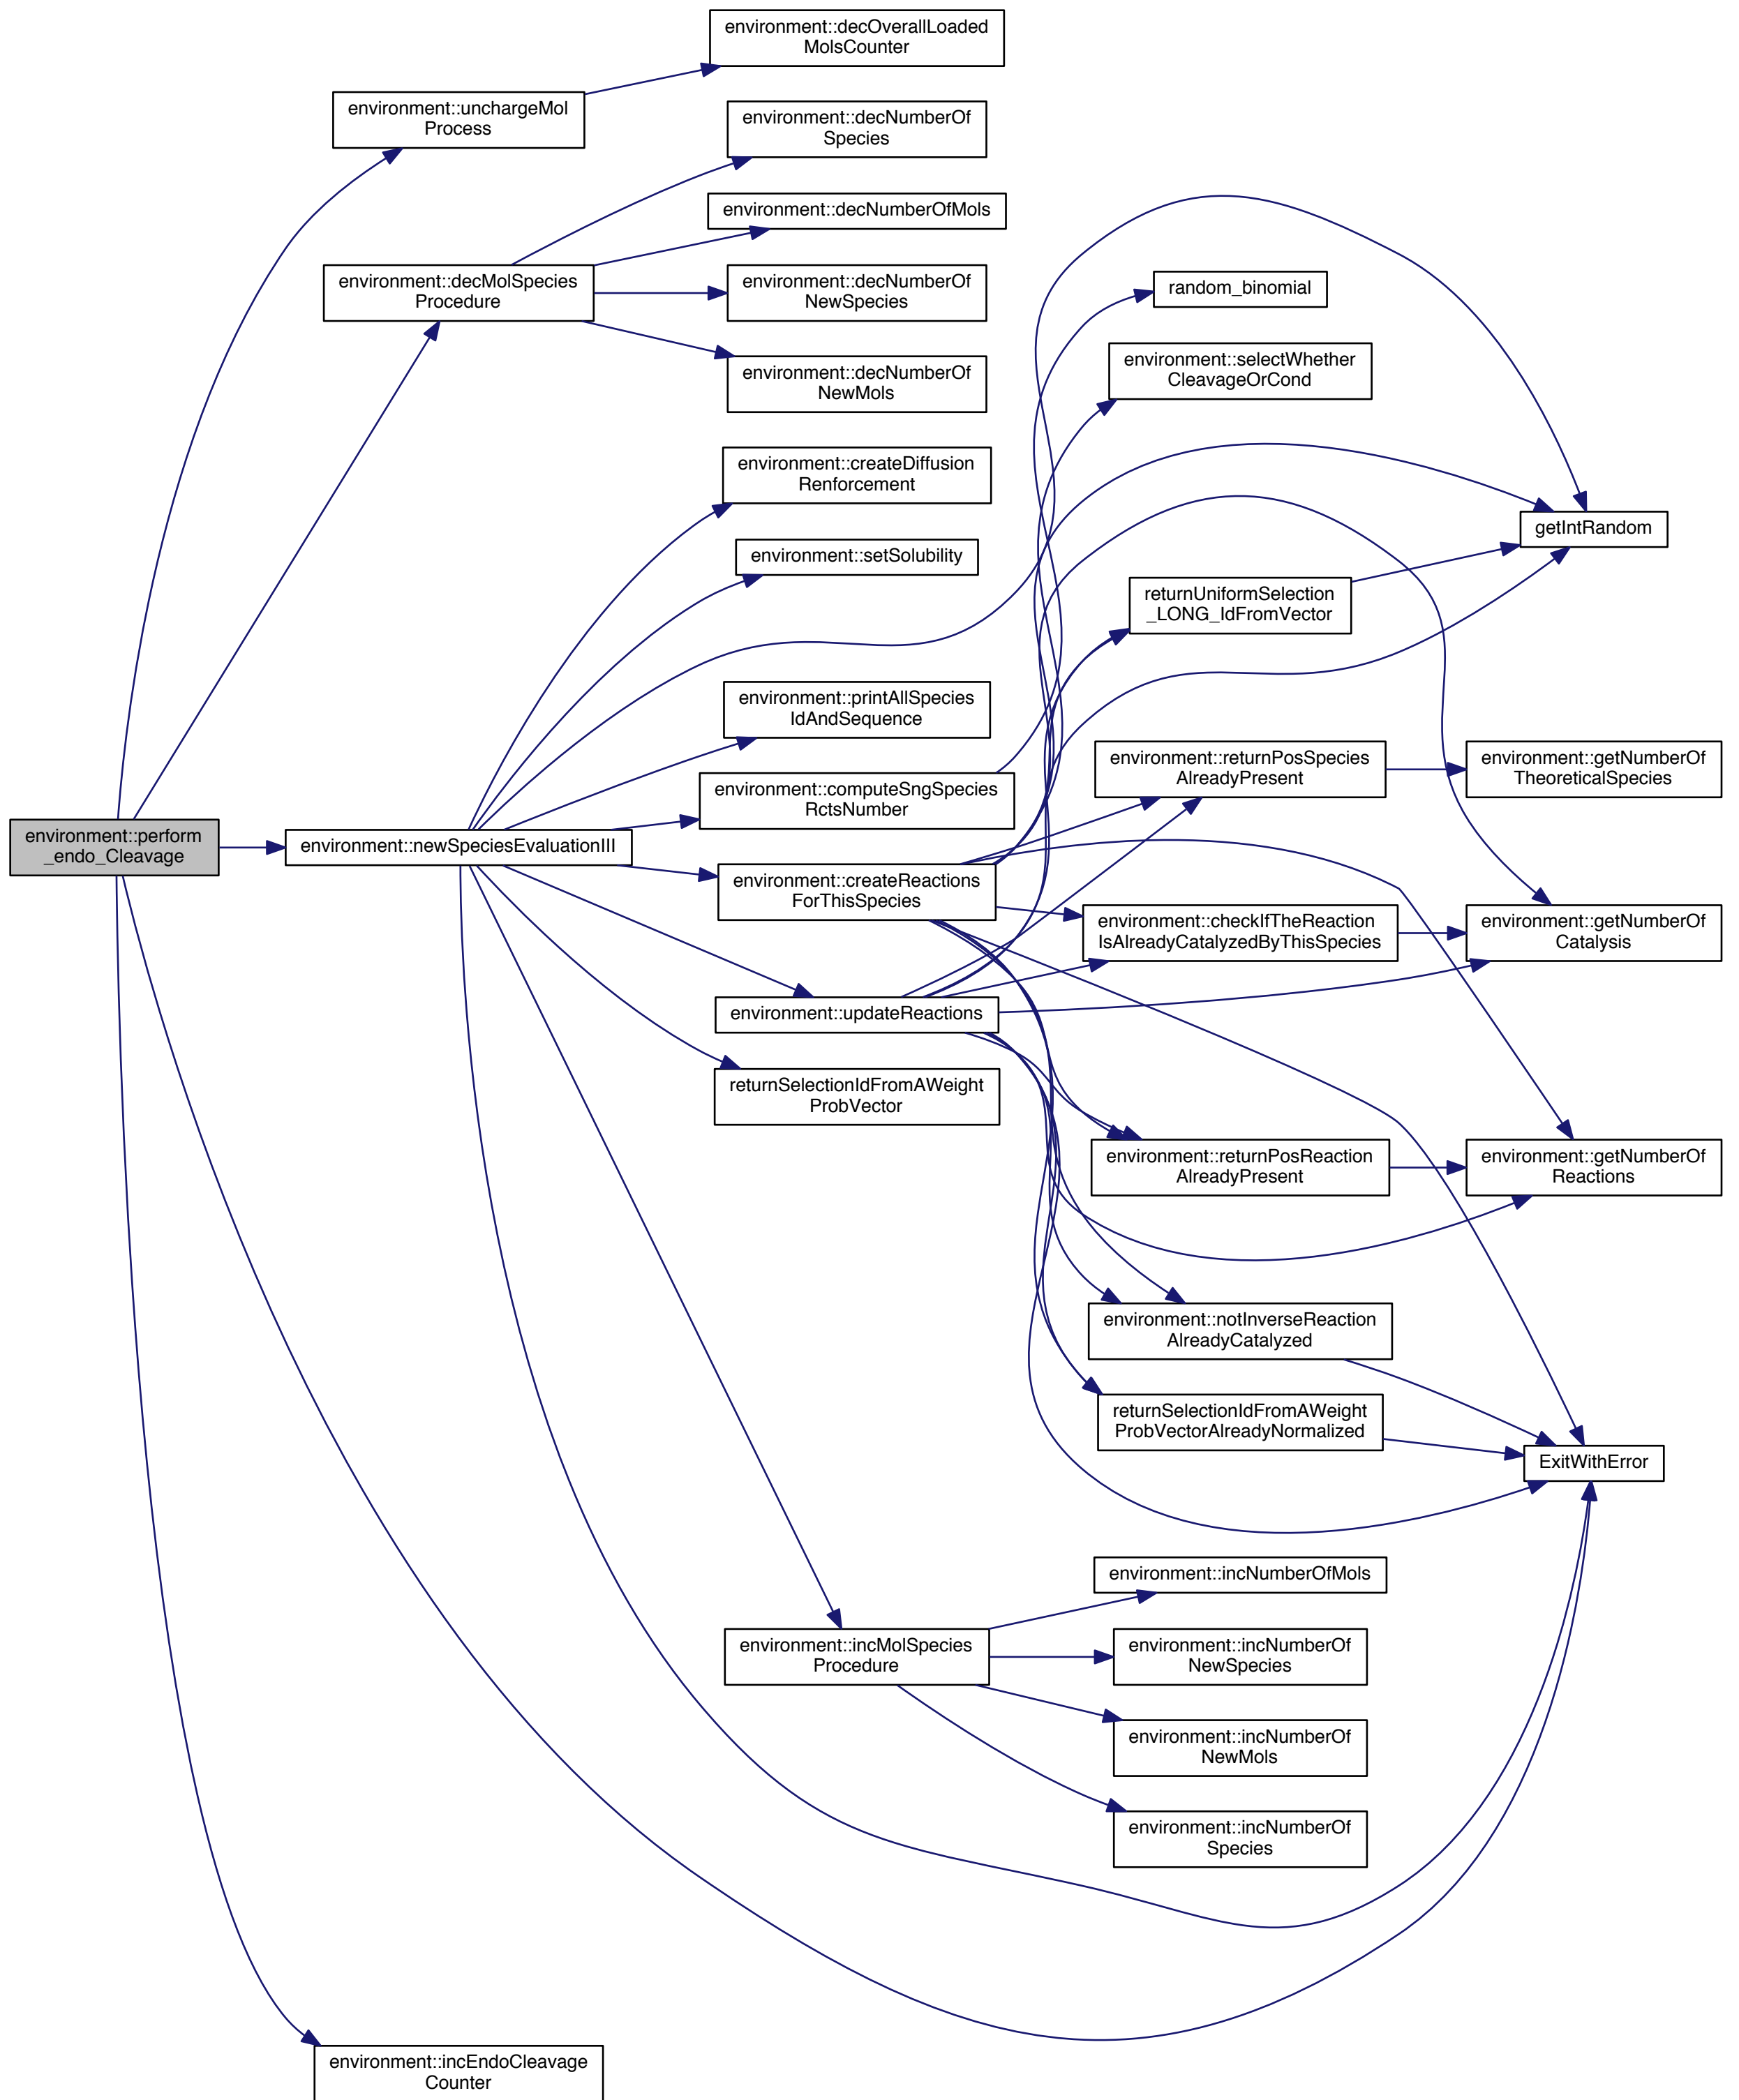 environment::decOverallLoaded
MolsCounter
environment::unchargeMol
Process
environment::decNumberOf
Species
environment::decNumberOfMols
environment::decMolSpecies
Procedure
environment::decNumberOf
NewSpecies
random_binomial
environment::selectWhether
CleavageOrCond
environment::decNumberOf
NewMols
environment::createDiffusion
Renforcement
getIntRandom
environment::setSolubility
returnUniformSelection
_LONG_IdFromVector
environment::printAllSpecies
IdAndSequence
environment::returnPosSpecies
AlreadyPresent
environment::getNumberOf
TheoreticalSpecies
environment::computeSngSpecies
RctsNumber
environment::perform
_endo_Cleavage
environment::newSpeciesEvaluationIII
environment::createReactions
ForThisSpecies
environment::checkIfTheReaction
IsAlreadyCatalyzedByThisSpecies
environment::getNumberOf
Catalysis
environment::updateReactions
returnSelectionIdFromAWeight
ProbVector
environment::returnPosReaction
AlreadyPresent
environment::getNumberOf
Reactions
environment::notInverseReaction
AlreadyCatalyzed
returnSelectionIdFromAWeight
ProbVectorAlreadyNormalized
ExitWithError
environment::incNumberOfMols
environment::incMolSpecies
Procedure
environment::incNumberOf
NewSpecies
environment::incNumberOf
NewMols
environment::incNumberOf
Species
environment::incEndoCleavage
Counter